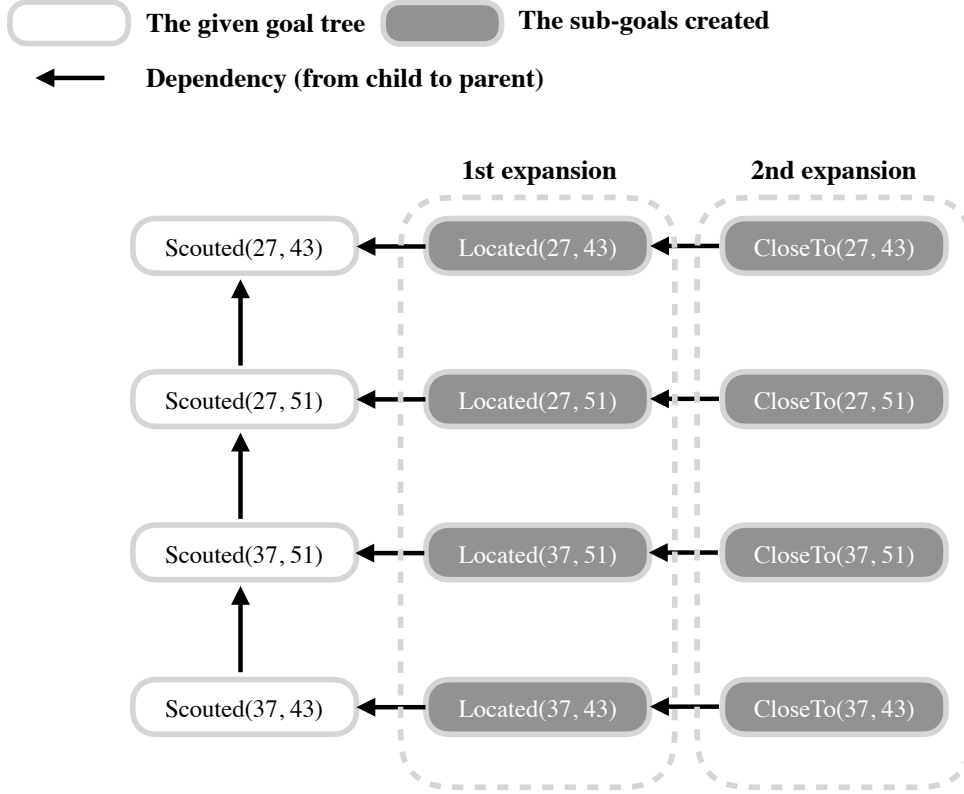 The given goal tree The sub-goals created
Dependency (from child to parent)
1st expansion 2nd expansion
Scouted(27, 43) Located(27, 43) CloseTo(27, 43)
Scouted(27, 51) Located(27, 51) CloseTo(27, 51)
Scouted(37, 51) Located(37, 51) CloseTo(37, 51)
Scouted(37, 43) Located(37, 43) CloseTo(37, 43)